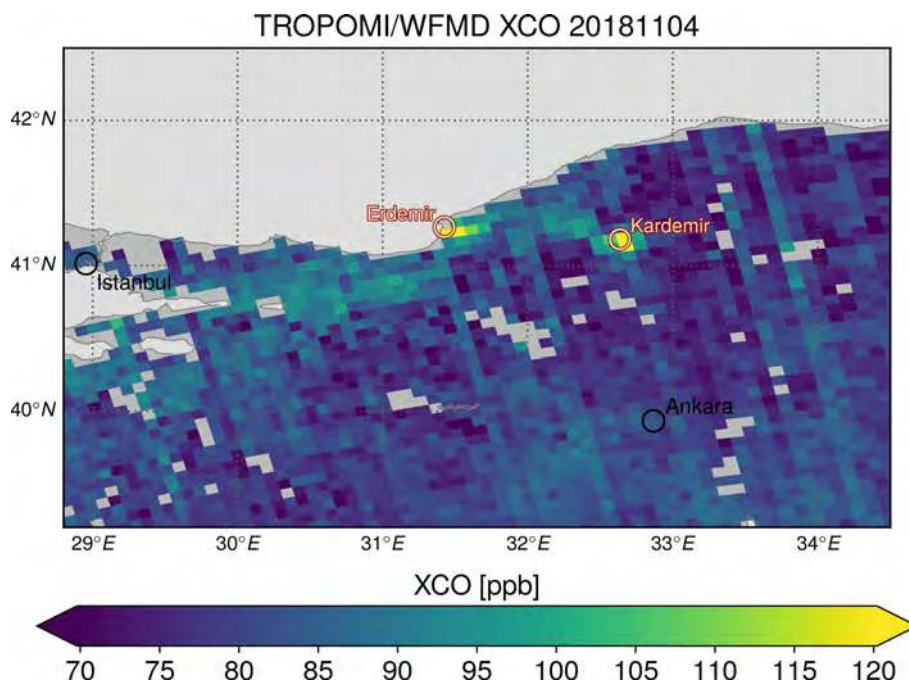 TROPOMI/WFMD XCO 20181104
42°N
Erdemir
Kardemir
41°N
Istanbul
40°N
Ankara
29°E 30°E 31°E 32°E 33°E 34°E
XCO [ppb]
70 75 80 85 90 95 100 105 110 115 120